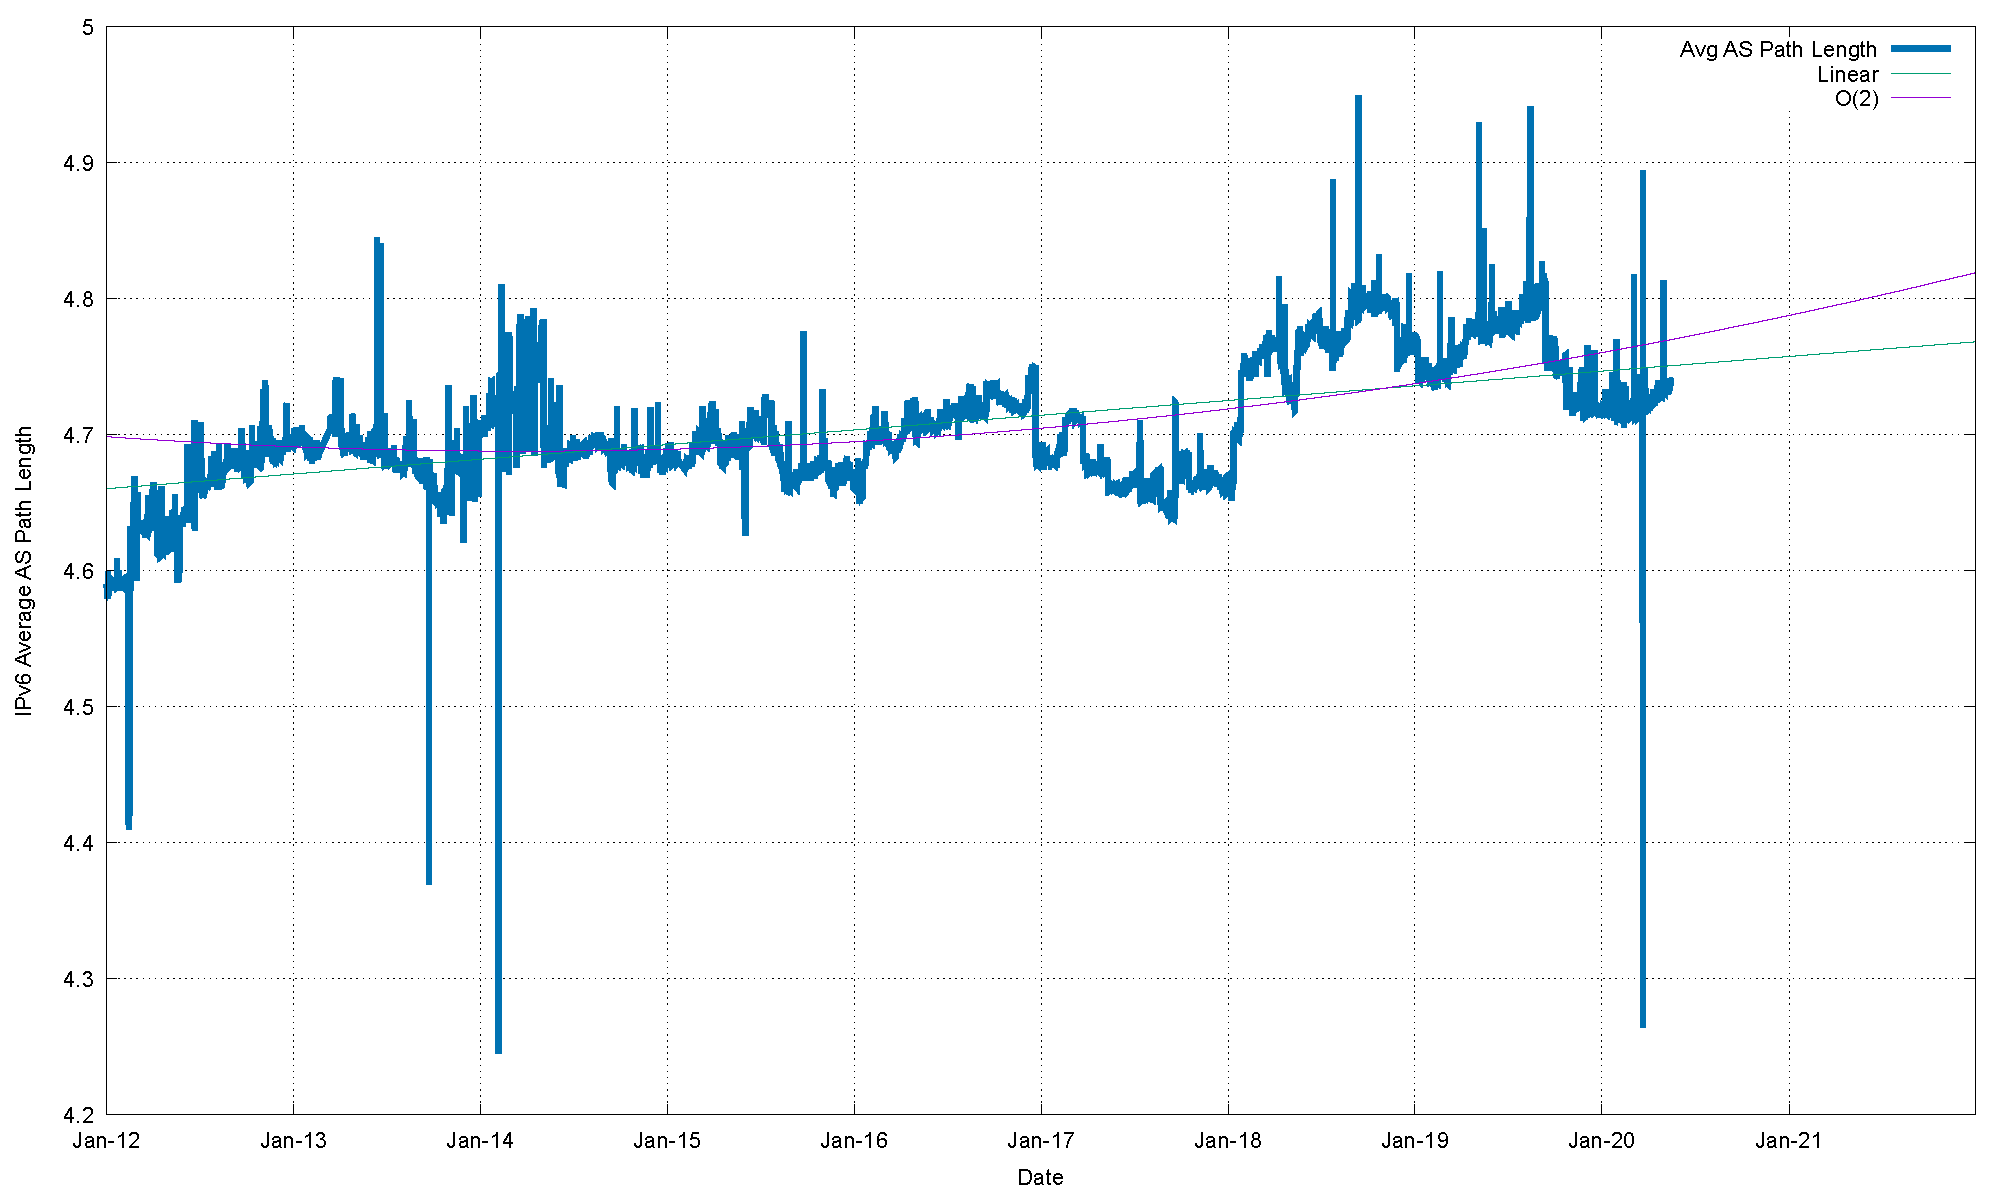 5
4.9
4.8
4.7
4.6
4.5
4.4
4.3
4.2
IPv6 Average AS Path Length
Avg AS Path Length
Linear
O(2)
Jan-12 Jan-13 Jan-14 Jan-15 Jan-16 Jan-17 Jan-18 Jan-19 Jan-20 Jan-21
Date